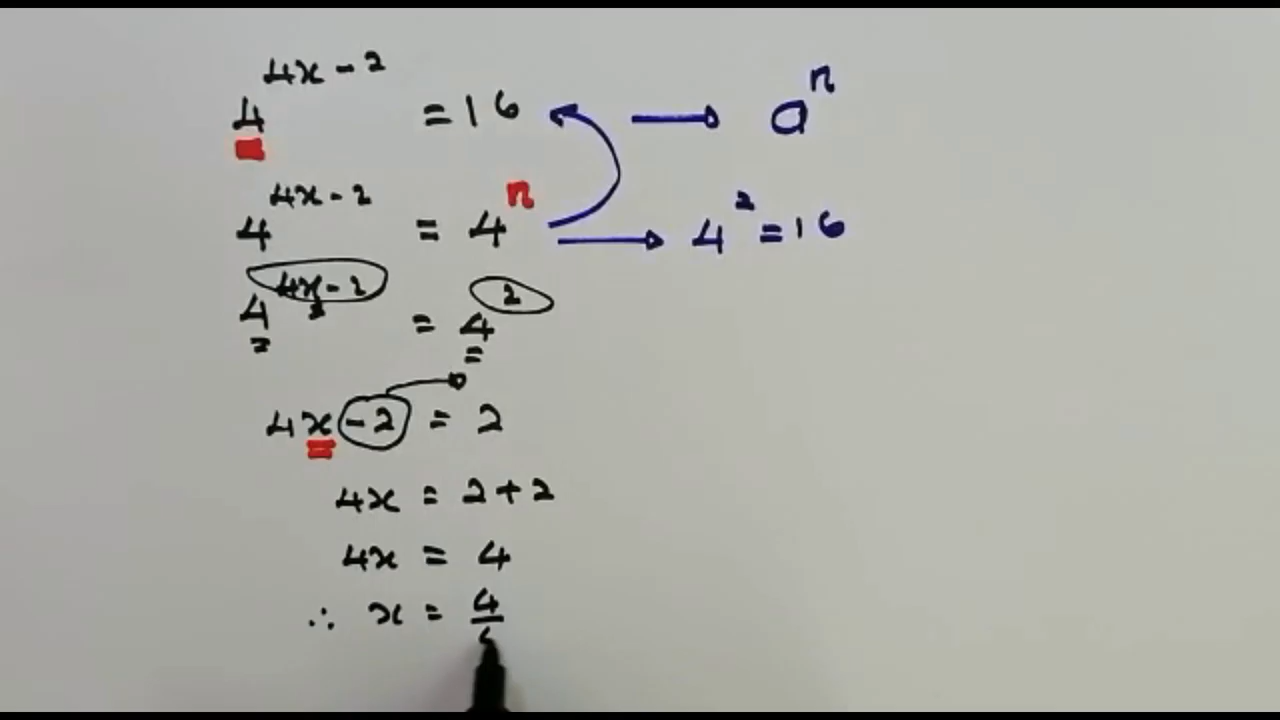 4^{4x-2} = 16 → a^n
4^{4x-2} = 4^n → 4^2 = 16
4^{4x-2} = 4^2
4x - 2 = 2
4x = 2 + 2
4x = 4
∴ x = 4/